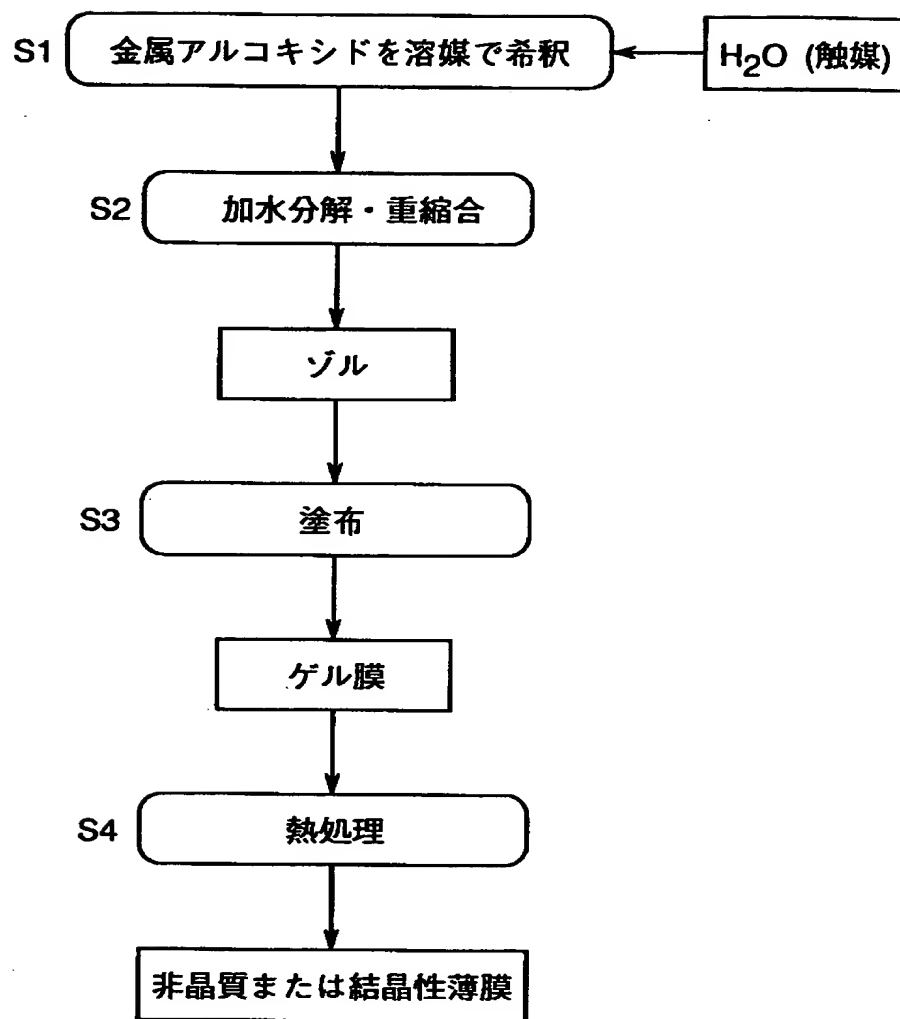 S1 金属アルコキシドを溶媒で希釈 H₂O (触媒)
S2 加水分解・重縮合
ゾル
S3 塗布
ゲル膜
S4 熱処理
非晶質または結晶性薄膜